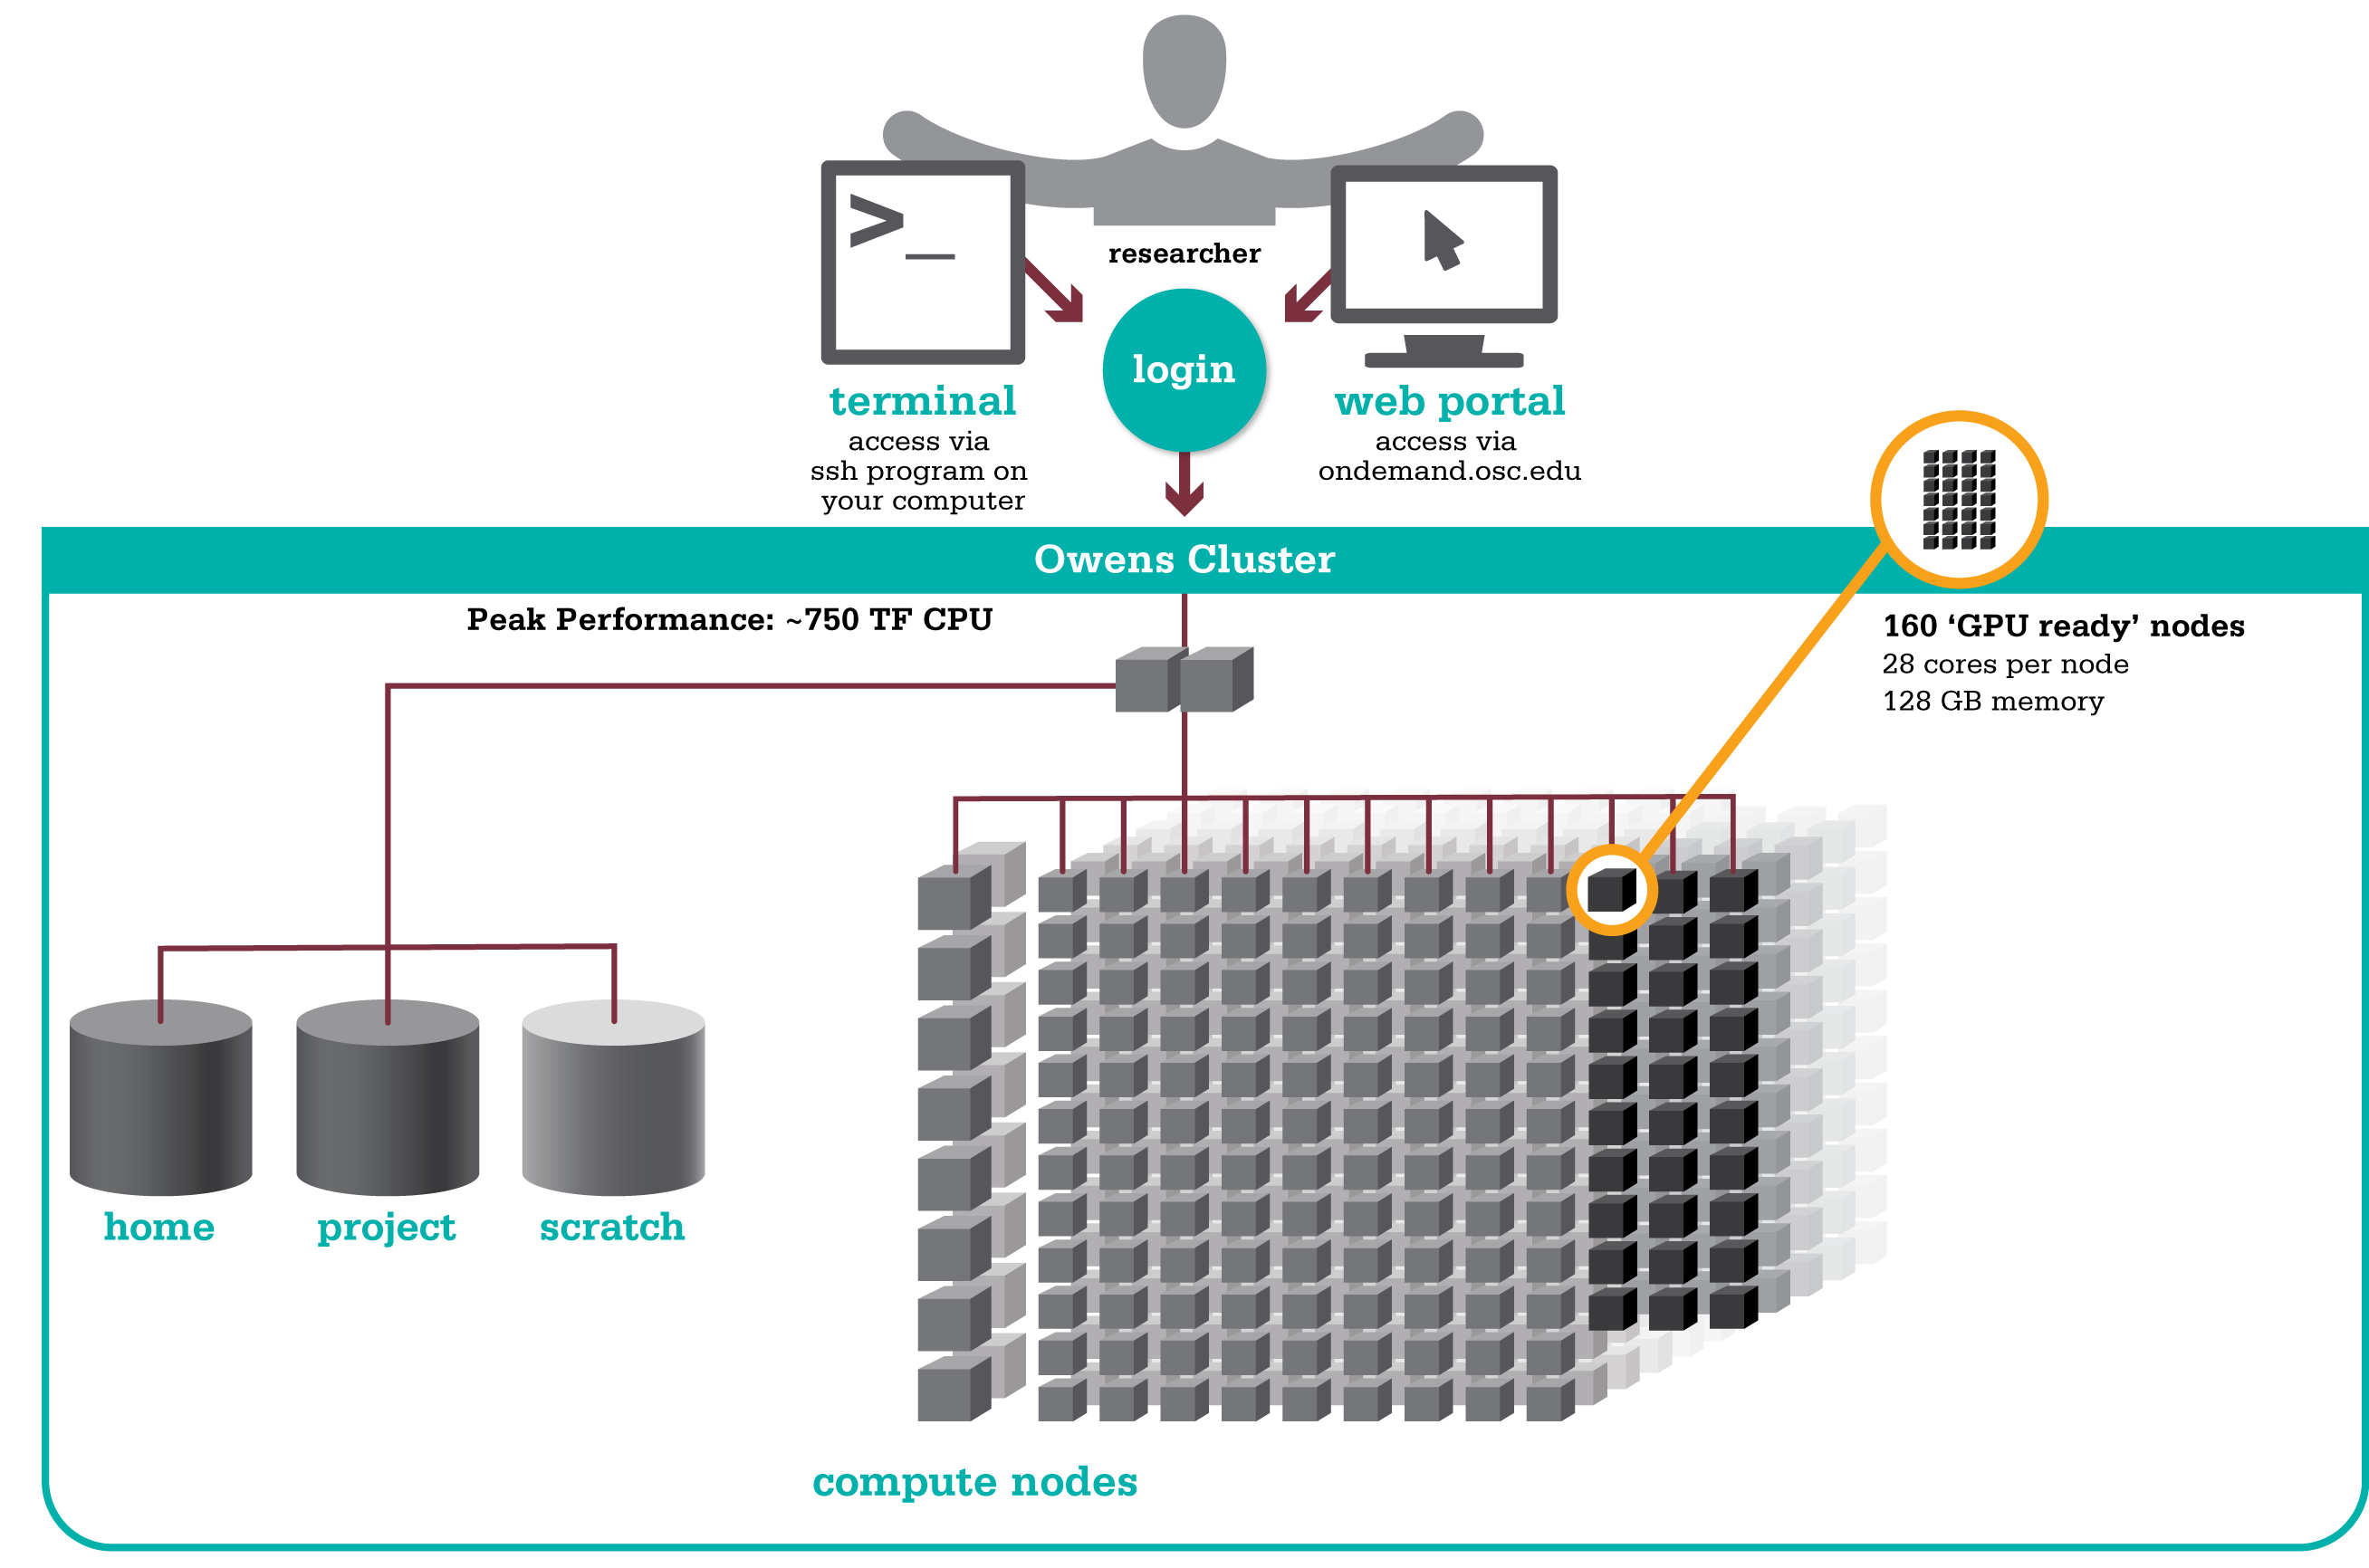 >_
researcher
login
terminal
access via
ssh program on
your computer
web portal
access via
ondemand.osc.edu
Owens Cluster
Peak Performance: ~750 TF CPU
160 ‘GPU ready’ nodes
28 cores per node
128 GB memory
home
project
scratch
compute nodes